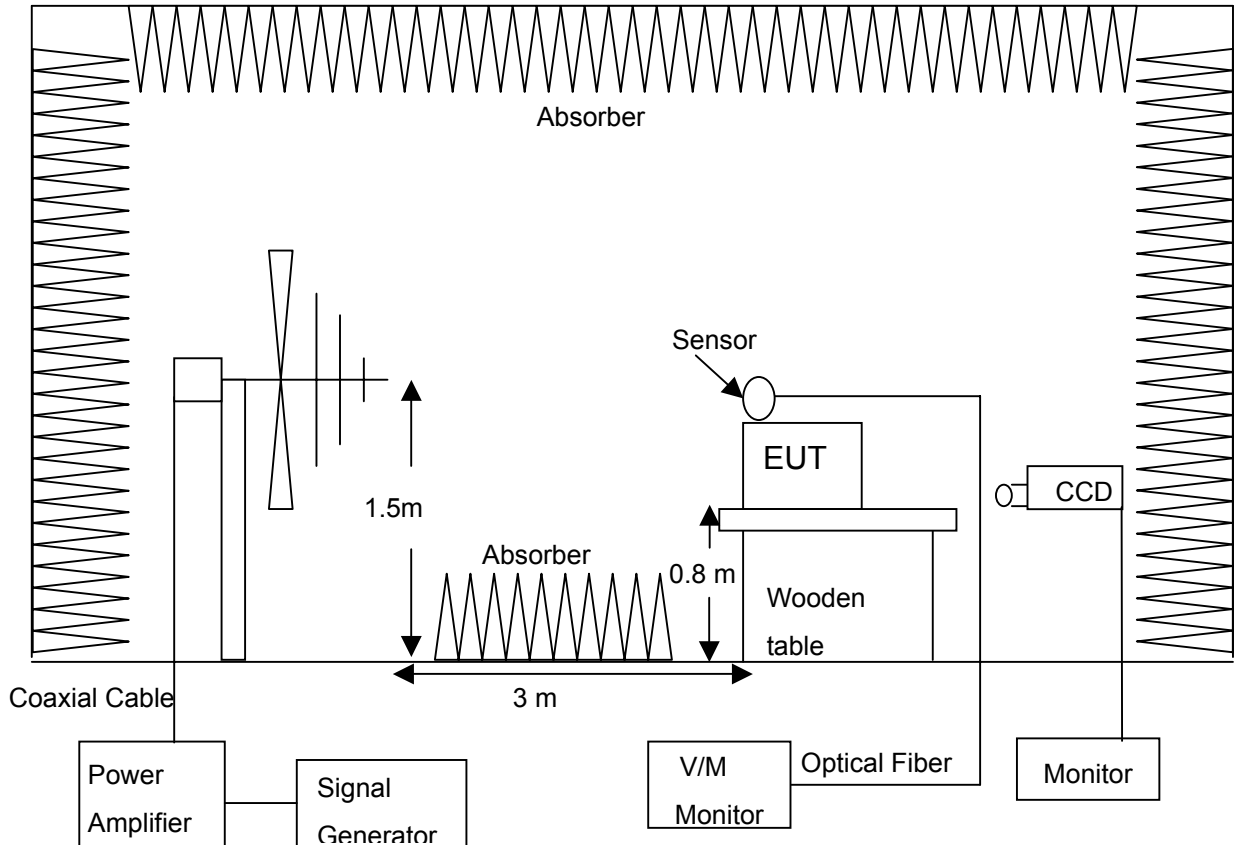 Absorber
Sensor
EUT
CCD
1.5m
Absorber
0.8 m
Wooden
table
3 m
Coaxial Cable
Power
Amplifier
Signal
Generator
V/M
Monitor
Optical Fiber
Monitor